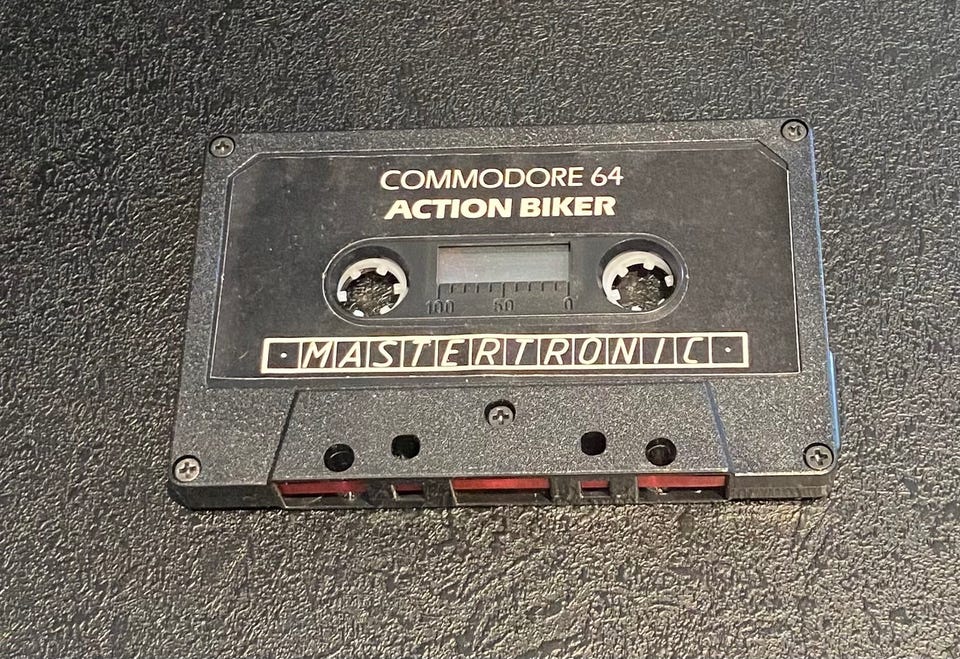 COMMODORE 64
ACTION BIKER
100 50 0
· MASTERTRONIC ·